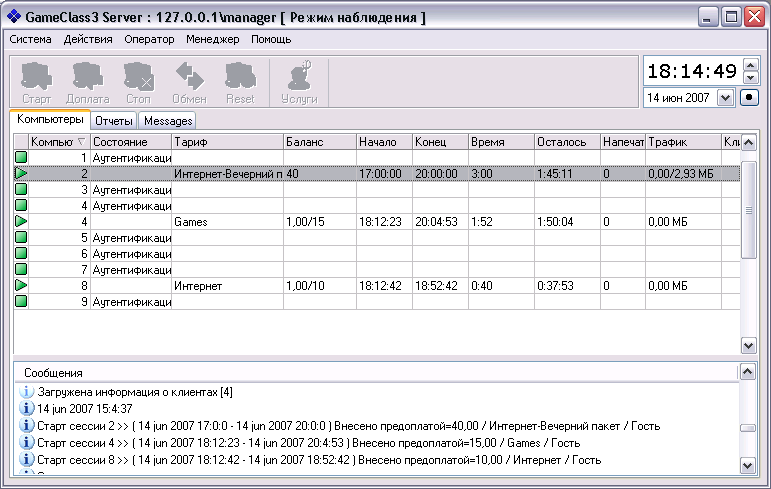 GameClass3 Server : 127.0.0.1\manager [ Режим наблюдения ]
Система Действия Оператор Менеджер Помощь
Старт Доплата Стоп Обмен Reset Услуги
18:14:49
14 июн 2007
Компьютеры Отчеты Messages
Компьют Состояние Тариф Баланс Начало Конец Время Осталось Напечат Трафик Кли
1 Аутентификаци
2 Интернет-Вечерний п 40 17:00:00 20:00:00 3:00 1:45:11 0 0,00/2,93 МБ
3 Аутентификаци
4 Аутентификаци
4 Games 1,00/15 18:12:23 20:04:53 1:52 1:50:04 0 0,00 МБ
5 Аутентификаци
6 Аутентификаци
7 Аутентификаци
8 Интернет 1,00/10 18:12:42 18:52:42 0:40 0:37:53 0 0,00 МБ
9 Аутентификаци
Сообщения
Загружена информация о клиентах [4]
14 jun 2007 15:4:37
Старт сессии 2 >> ( 14 jun 2007 17:0:0 - 14 jun 2007 20:0:0 ) Внесено предоплатой=40,00 / Интернет-Вечерний пакет / Гость
Старт сессии 4 >> ( 14 jun 2007 18:12:23 - 14 jun 2007 20:4:53 ) Внесено предоплатой=15,00 / Games / Гость
Старт сессии 8 >> ( 14 jun 2007 18:12:42 - 14 jun 2007 18:52:42 ) Внесено предоплатой=10,00 / Интернет / Гость